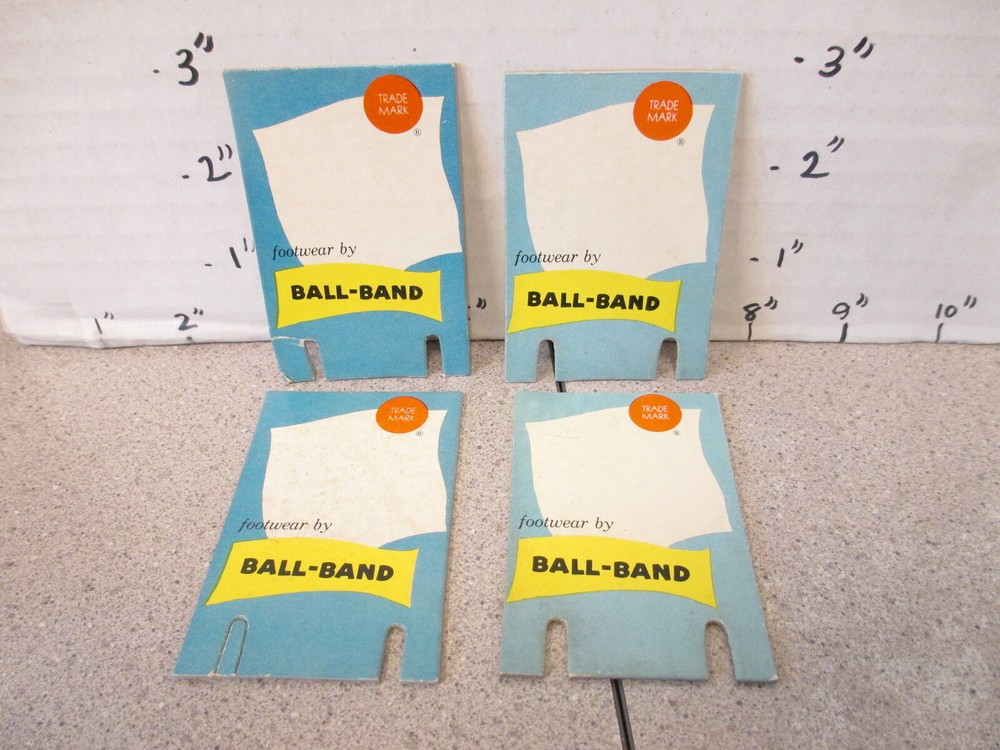 3"
3"
2"
2"
1"
1"
1"
2"
8"
9"
10"
TRADE
MARK
®
footwear by
BALL-BAND
TRADE
MARK
®
footwear by
BALL-BAND
TRADE
MARK
®
footwear by
BALL-BAND
TRADE
MARK
®
footwear by
BALL-BAND